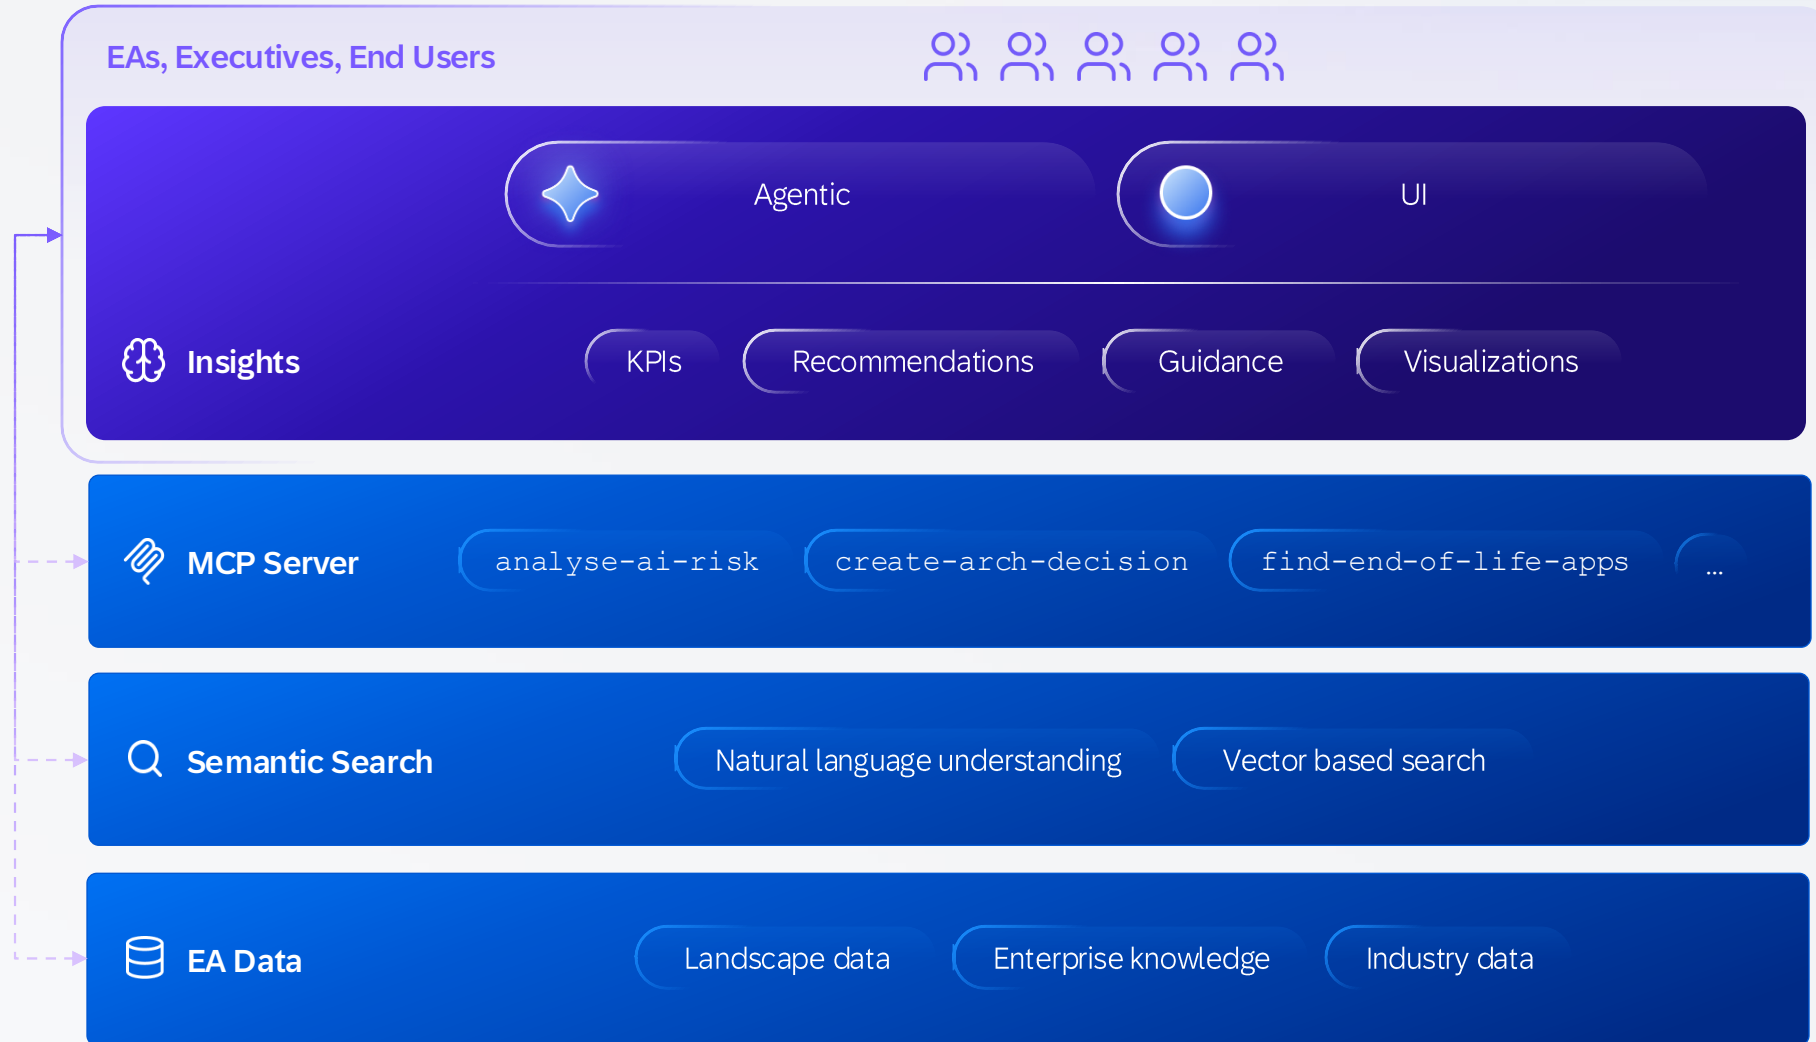 EAs, Executives, End Users
Agentic
UI
Insights
KPIs
Recommendations
Guidance
Visualizations
MCP Server
analyse-ai-risk
create-arch-decision
find-end-of-life-apps
...
Semantic Search
Natural language understanding
Vector based search
EA Data
Landscape data
Enterprise knowledge
Industry data